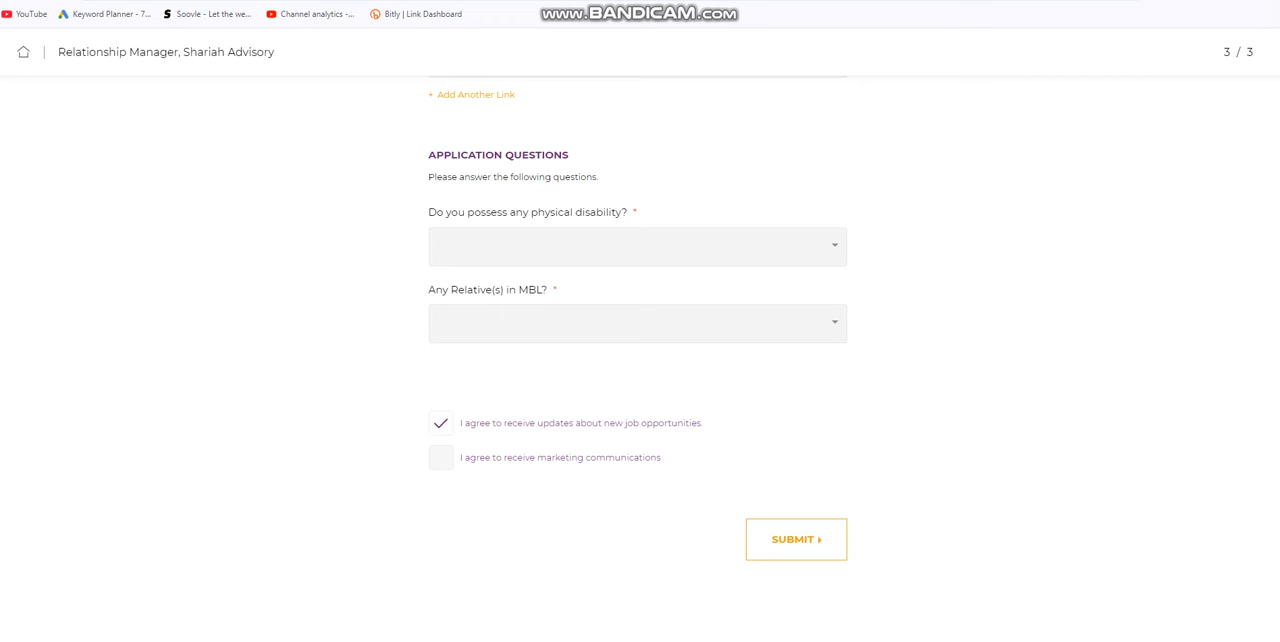 YouTube
Keyword Planner - 7...
Soovle - Let the we...
Channel analytics -...
Bitly | Link Dashboard
www.BANDICAM.com
Relationship Manager, Shariah Advisory
3 / 3
+ Add Another Link
APPLICATION QUESTIONS
Please answer the following questions.
Do you possess any physical disability? *
Any Relative(s) in MBL? *
I agree to receive updates about new job opportunities.
I agree to receive marketing communications
SUBMIT